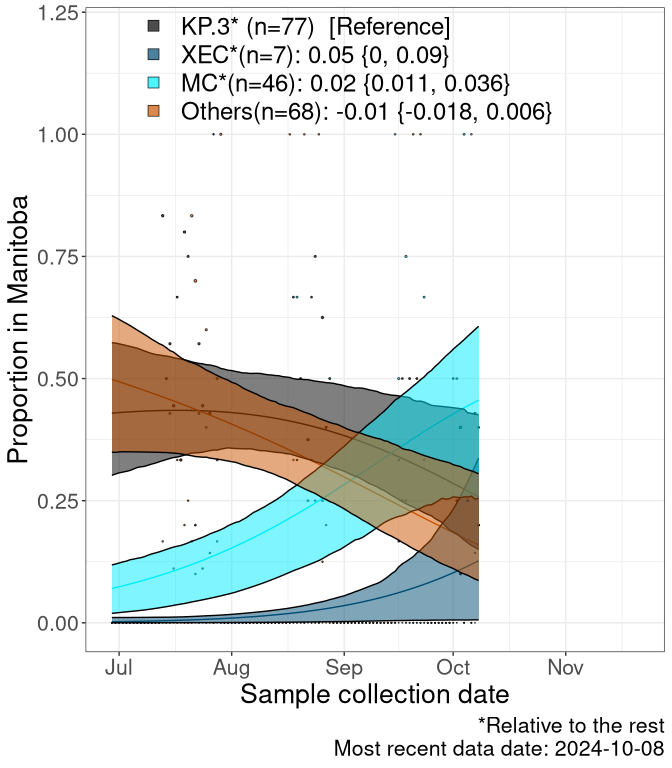 KP.3* (n=77)  [Reference]
XEC*(n=7): 0.05 {0, 0.09}
MC*(n=46): 0.02 {0.011, 0.036}
Others(n=68): -0.01 {-0.018, 0.006}
Proportion in Manitoba
1.25
1.00
0.75
0.50
0.25
0.00
Jul Aug Sep Oct Nov
Sample collection date
*Relative to the rest
Most recent data date: 2024-10-08